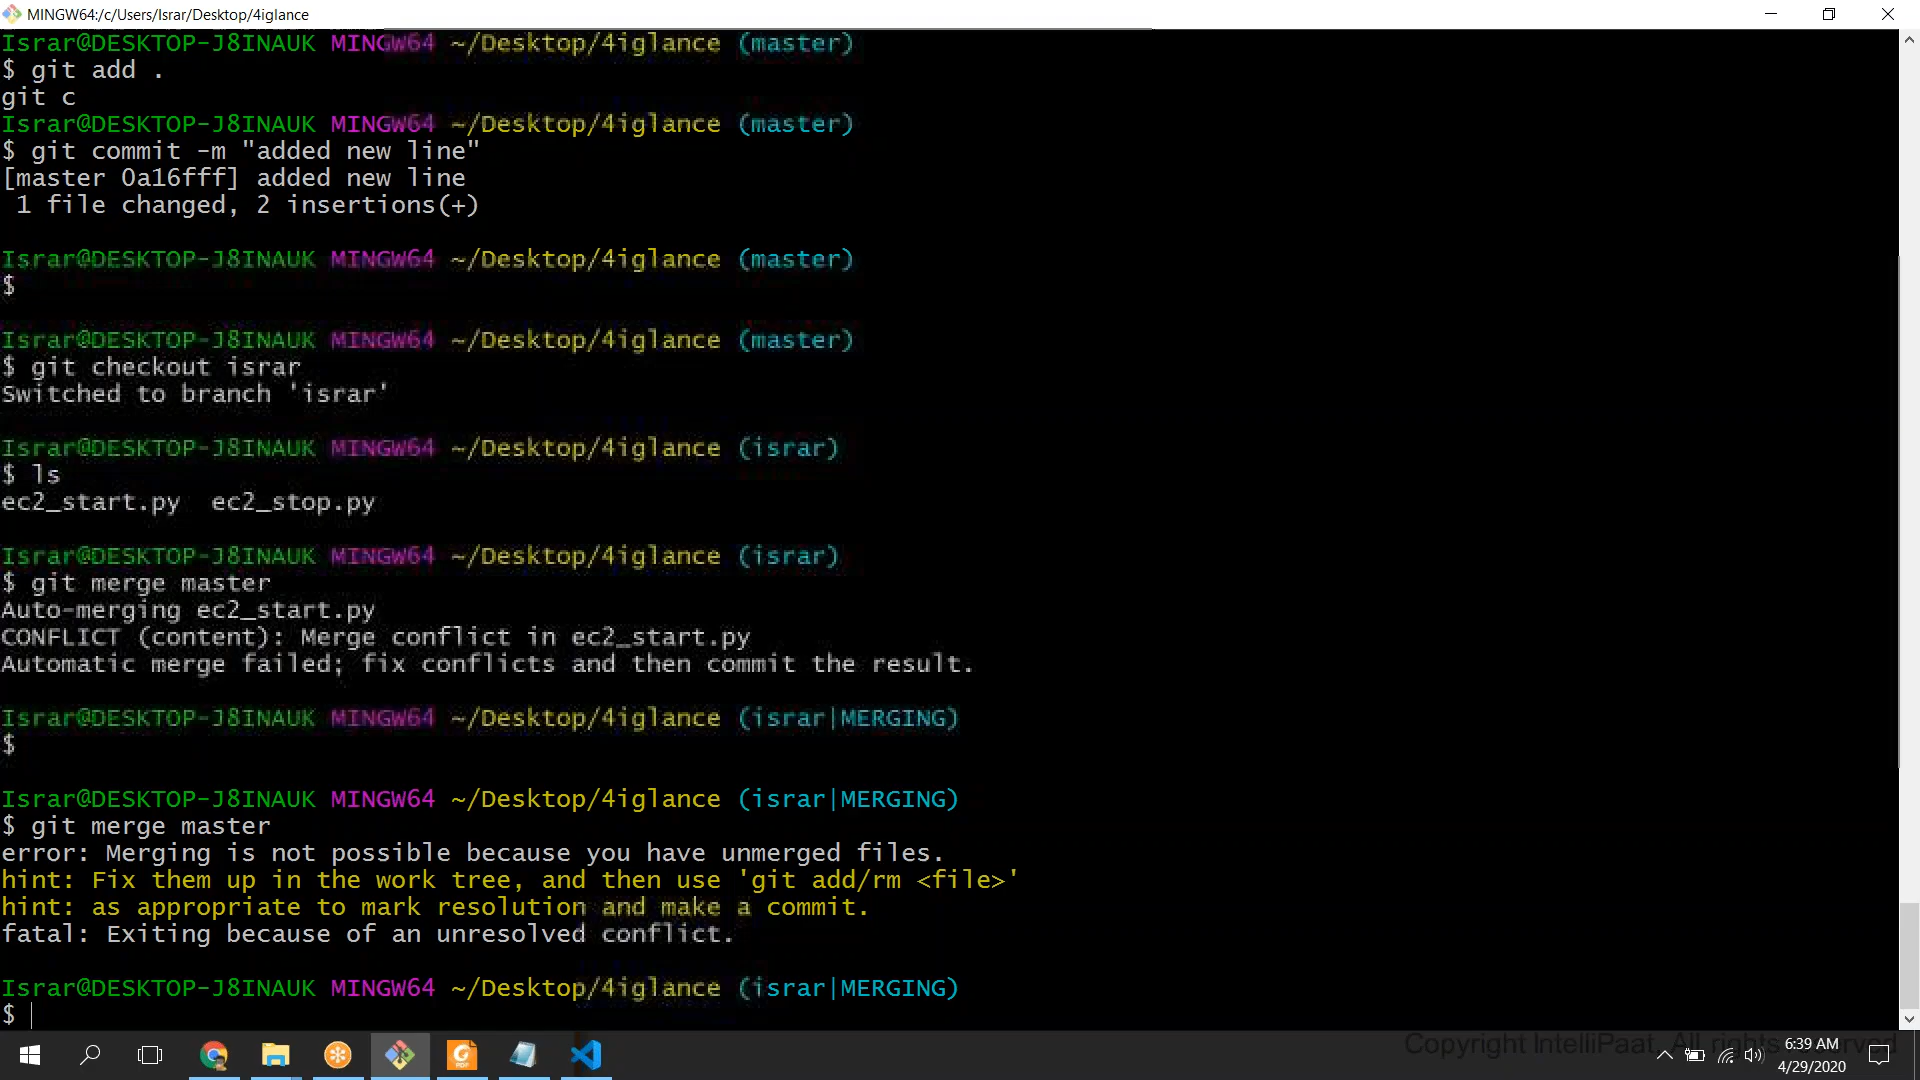 MINGW64:/c/Users/Israr/Desktop/4iglance
Israr@DESKTOP-J8INAUK MINGW64 ~/Desktop/4iglance (master)
$ git add .
git c
Israr@DESKTOP-J8INAUK MINGW64 ~/Desktop/4iglance (master)
$ git commit -m "added new line"
[master 0a16fff] added new line
 1 file changed, 2 insertions(+)
Israr@DESKTOP-J8INAUK MINGW64 ~/Desktop/4iglance (master)
$
Israr@DESKTOP-J8INAUK MINGW64 ~/Desktop/4iglance (master)
$ git checkout israr
Switched to branch 'israr'
Israr@DESKTOP-J8INAUK MINGW64 ~/Desktop/4iglance (israr)
$ ls
ec2_start.py  ec2_stop.py
Israr@DESKTOP-J8INAUK MINGW64 ~/Desktop/4iglance (israr)
$ git merge master
Auto-merging ec2_start.py
CONFLICT (content): Merge conflict in ec2_start.py
Automatic merge failed; fix conflicts and then commit the result.
Israr@DESKTOP-J8INAUK MINGW64 ~/Desktop/4iglance (israr|MERGING)
$
Israr@DESKTOP-J8INAUK MINGW64 ~/Desktop/4iglance (israr|MERGING)
$ git merge master
error: Merging is not possible because you have unmerged files.
hint: Fix them up in the work tree, and then use 'git add/rm <file>'
hint: as appropriate to mark resolution and make a commit.
fatal: Exiting because of an unresolved conflict.
Israr@DESKTOP-J8INAUK MINGW64 ~/Desktop/4iglance (israr|MERGING)
$
Copyright IntelliPaat. All rights reserved
6:39 AM
4/29/2020